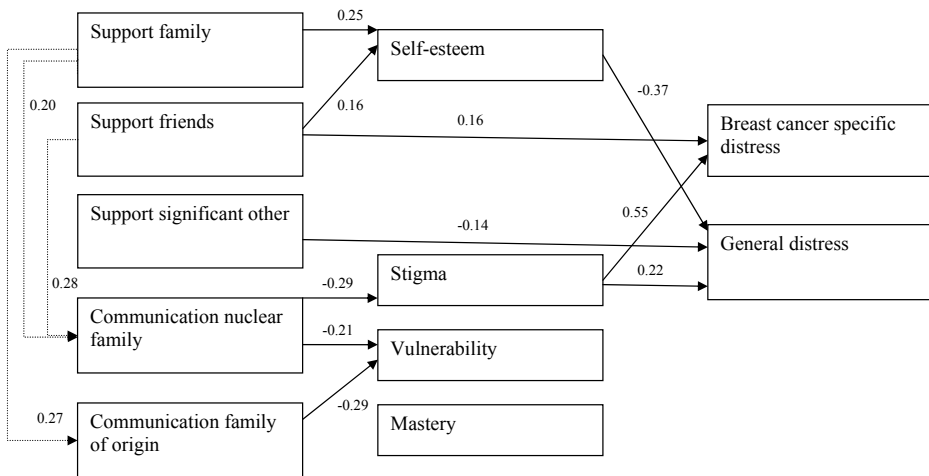 Support family
0.25
Self-esteem
-0.37
0.20
Support friends
0.16
0.16
Breast cancer specific
distress
Support significant other
-0.14
0.55
General distress
0.28
Communication nuclear
family
-0.29
Stigma
0.22
-0.21
Vulnerability
0.27
Communication family
of origin
-0.29
Mastery